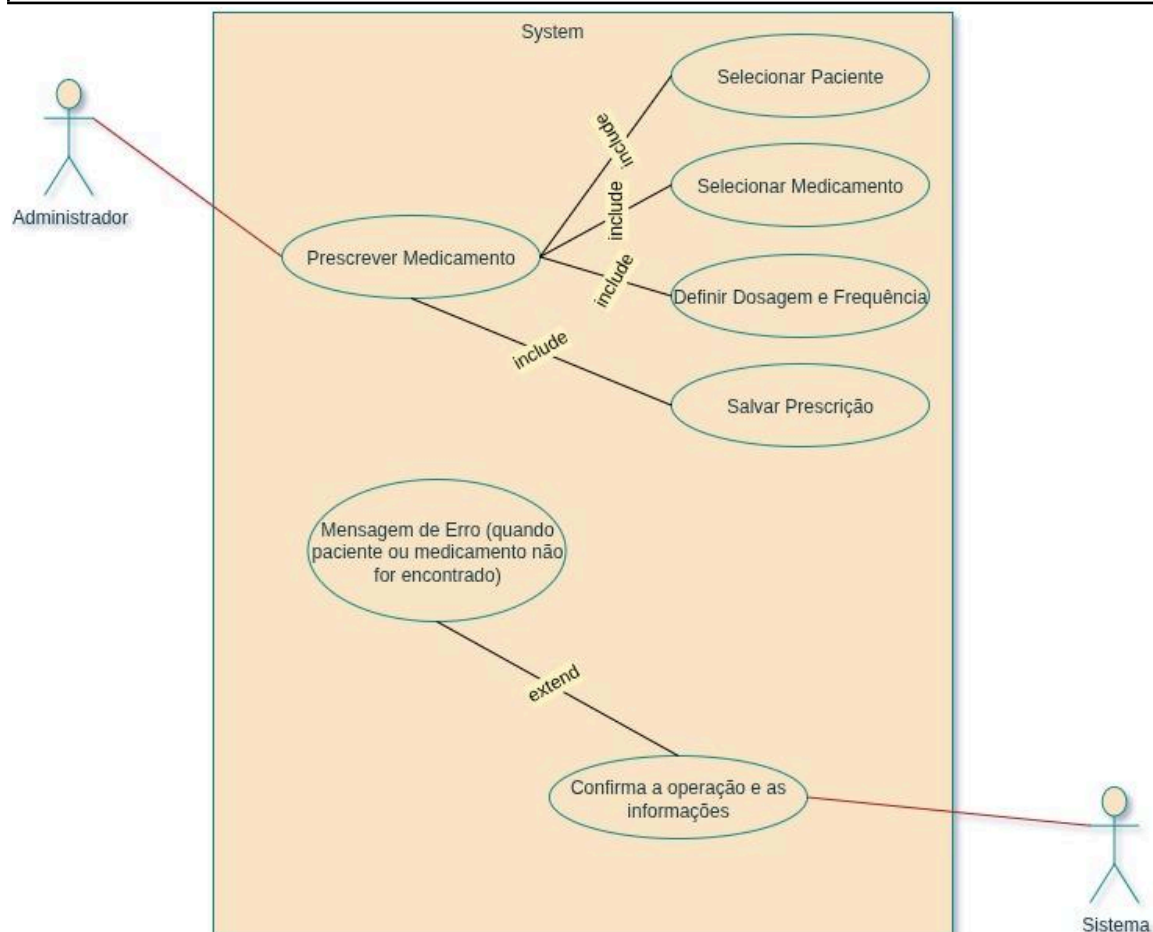 System
Selecionar Paciente
include
Administrador
Selecionar Medicamento
include
Prescrever Medicamento
include
Definir Dosagem e Frequência
include
Salvar Prescrição
Mensagem de Erro (quando
paciente ou medicamento não
for encontrado)
extend
Confirma a operação e as
informações
Sistema